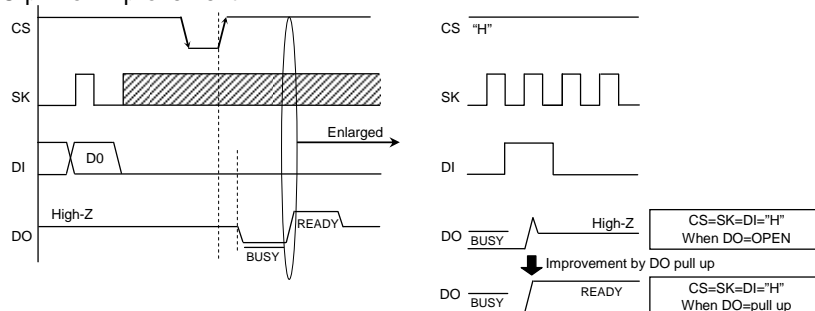 CS
SK
DI
D0
Enlarged
High-Z
DO
READY
BUSY
CS "H"
SK
DI
DO BUSY High-Z
CS=SK=DI="H"
When DO=OPEN
Improvement by DO pull up
DO BUSY READY
CS=SK=DI="H"
When DO=pull up